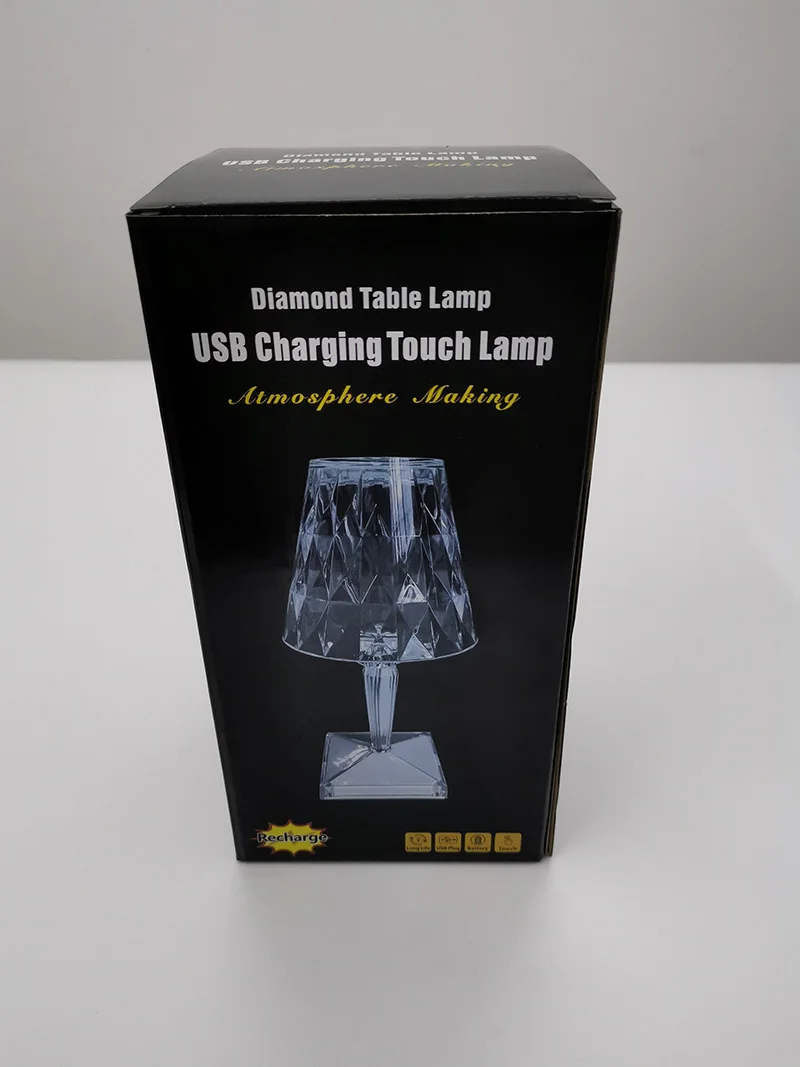 Diamond Table Lamp
USB Charging Touch Lamp
Atmosphere Making
Diamond Table Lamp
USB Charging Touch Lamp
Atmosphere Making
Recharge
Long Life
USB Plug
Battery
Touch